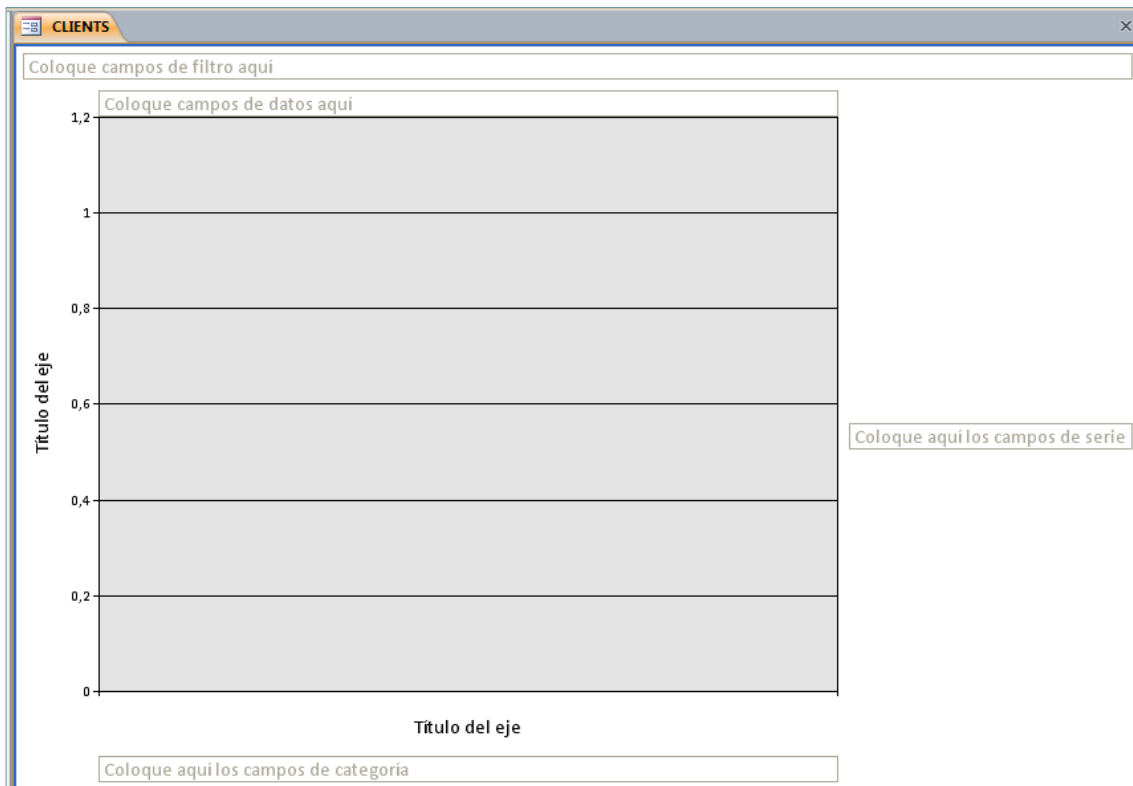 CLIENTS
Coloque campos de filtro aquí
Coloque campos de datos aquí
1,2
1
0,8
0,6
0,4
0,2
0
Título del eje
Coloque aquí los campos de serie
Título del eje
Coloque aquí los campos de categoría